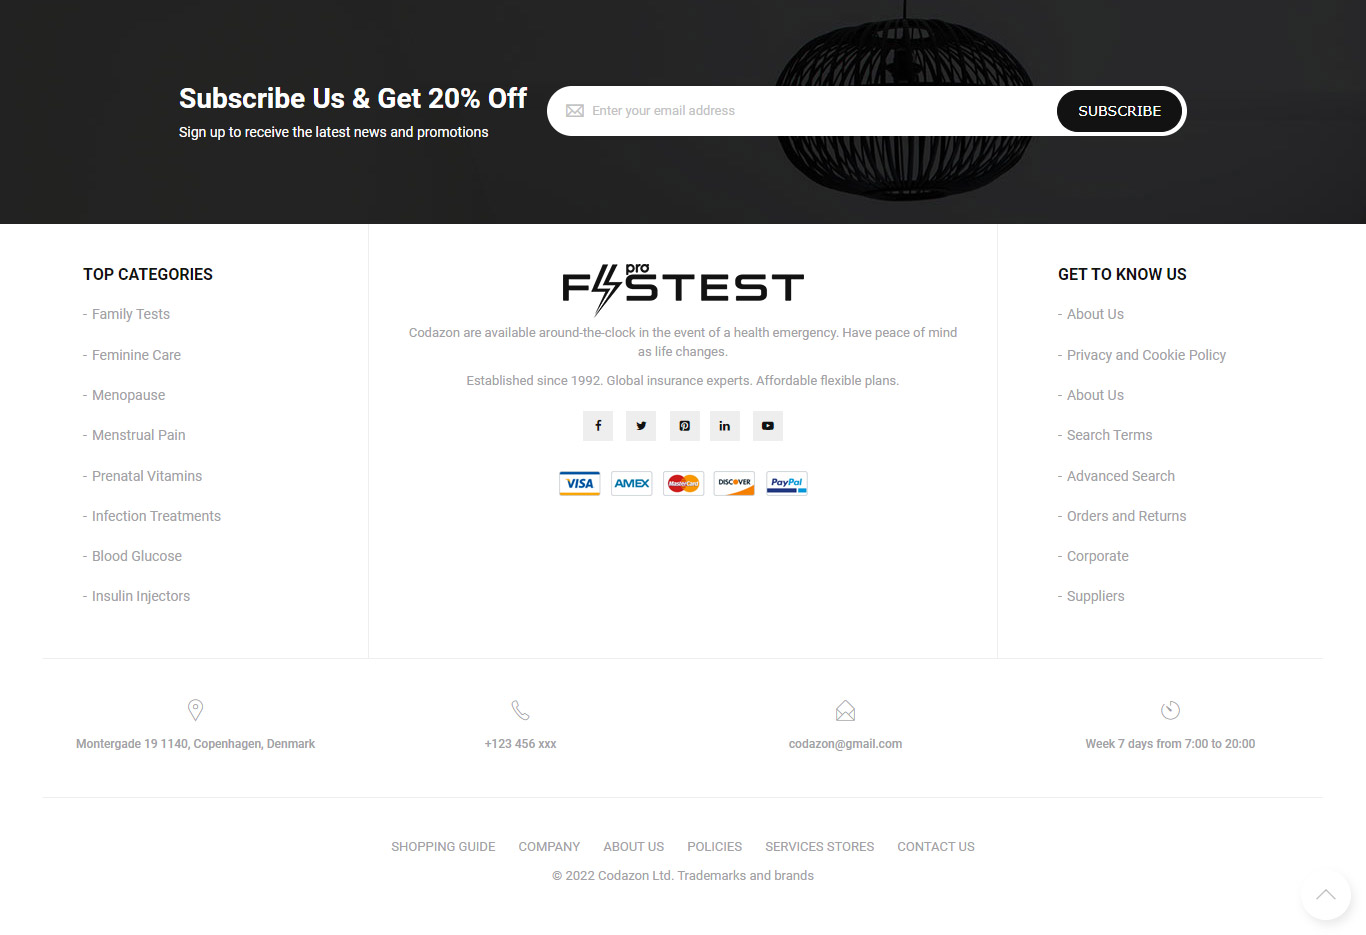 Subscribe Us & Get 20% Off
Sign up to receive the latest news and promotions
Enter your email address
SUBSCRIBE
TOP CATEGORIES
- Family Tests
- Feminine Care
- Menopause
- Menstrual Pain
- Prenatal Vitamins
- Infection Treatments
- Blood Glucose
- Insulin Injectors
pro
FASTEST
Codazon are available around-the-clock in the event of a health emergency. Have peace of mind
as life changes.
Established since 1992. Global insurance experts. Affordable flexible plans.
VISA
AMEX
MasterCard
DISCOVER
PayPal
GET TO KNOW US
- About Us
- Privacy and Cookie Policy
- About Us
- Search Terms
- Advanced Search
- Orders and Returns
- Corporate
- Suppliers
Montergade 19 1140, Copenhagen, Denmark
+123 456 xxx
codazon@gmail.com
Week 7 days from 7:00 to 20:00
SHOPPING GUIDE COMPANY ABOUT US POLICIES SERVICES STORES CONTACT US
© 2022 Codazon Ltd. Trademarks and brands